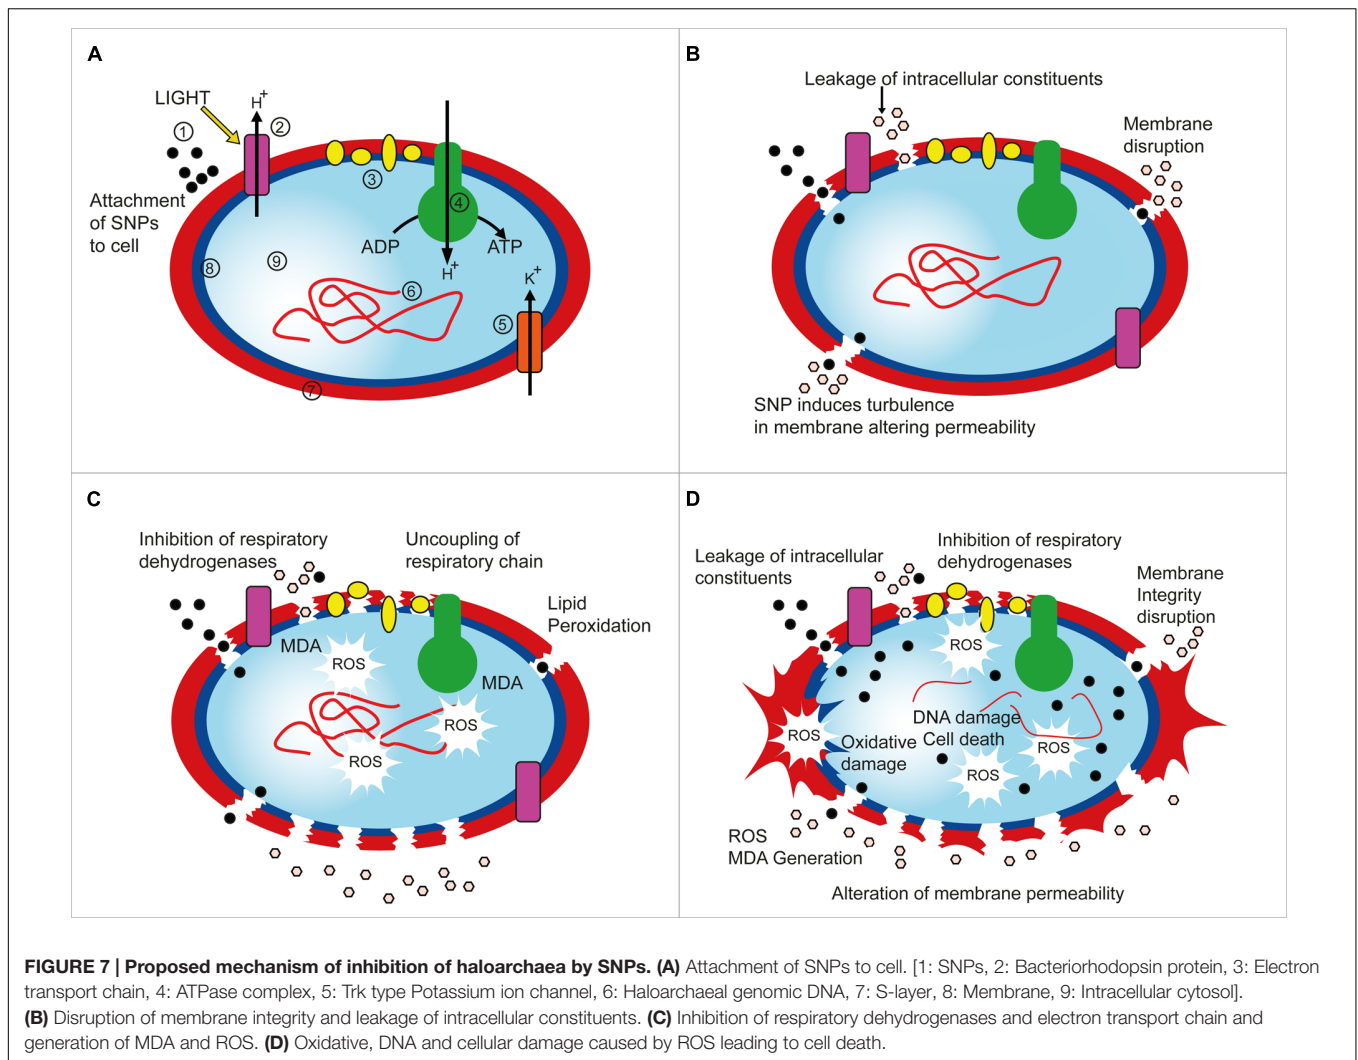 A
LIGHT
H+
1
2
3
Attachment
of SNPs
to cell
4
ADP
ATP
H+
8
9
6
K+
5
7
B
Leakage of intracellular constituents
Membrane
disruption
SNP induces turbulence
in membrane altering permeability
C
Inhibition of respiratory
dehydrogenases
Uncoupling of
respiratory chain
Lipid
Peroxidation
MDA
ROS
MDA
ROS
ROS
D
Leakage of intracellular
constituents
Inhibition of respiratory
dehydrogenases
Membrane
Integrity
disruption
ROS
DNA damage
Cell death
ROS
Oxidative
damage
ROS
ROS
ROS
MDA Generation
Alteration of membrane permeability
FIGURE 7 | Proposed mechanism of inhibition of haloarchaea by SNPs. (A) Attachment of SNPs to cell. [1: SNPs, 2: Bacteriorhodopsin protein, 3: Electron
transport chain, 4: ATPase complex, 5: Trk type Potassium ion channel, 6: Haloarchaeal genomic DNA, 7: S-layer, 8: Membrane, 9: Intracellular cytosol].
(B) Disruption of membrane integrity and leakage of intracellular constituents. (C) Inhibition of respiratory dehydrogenases and electron transport chain and
generation of MDA and ROS. (D) Oxidative, DNA and cellular damage caused by ROS leading to cell death.